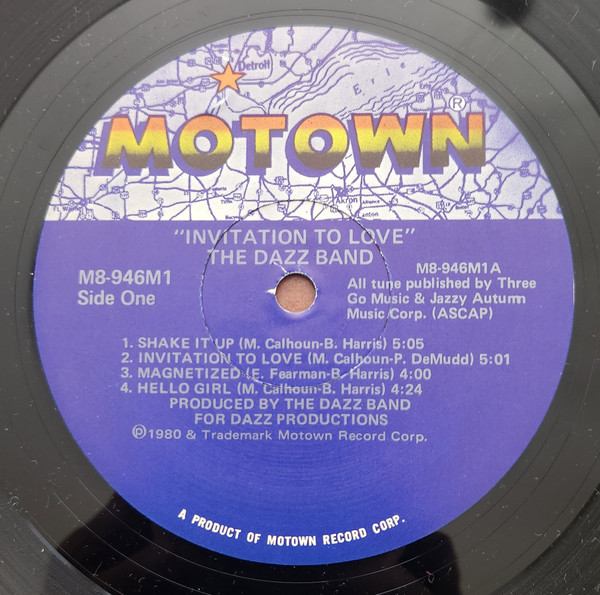 Detroit
Erie
MOTOWN®
Akron
Canton
"INVITATION TO LOVE"
THE DAZZ BAND
M8-946M1
Side One
M8-946M1A
All tune published by Three
Go Music & Jazzy Autumn
Music Corp. (ASCAP)
1. SHAKE IT UP (M. Calhoun-B. Harris) 5:05
2. INVITATION TO LOVE (M. Calhoun-P. DeMudd) 5:01
3. MAGNETIZED (E. Fearman-B. Harris) 4:00
4. HELLO GIRL (M. Calhoun-B. Harris) 4:24
PRODUCED BY THE DAZZ BAND
FOR DAZZ PRODUCTIONS
℗1980 & Trademark Motown Record Corp.
A PRODUCT OF MOTOWN RECORD CORP.